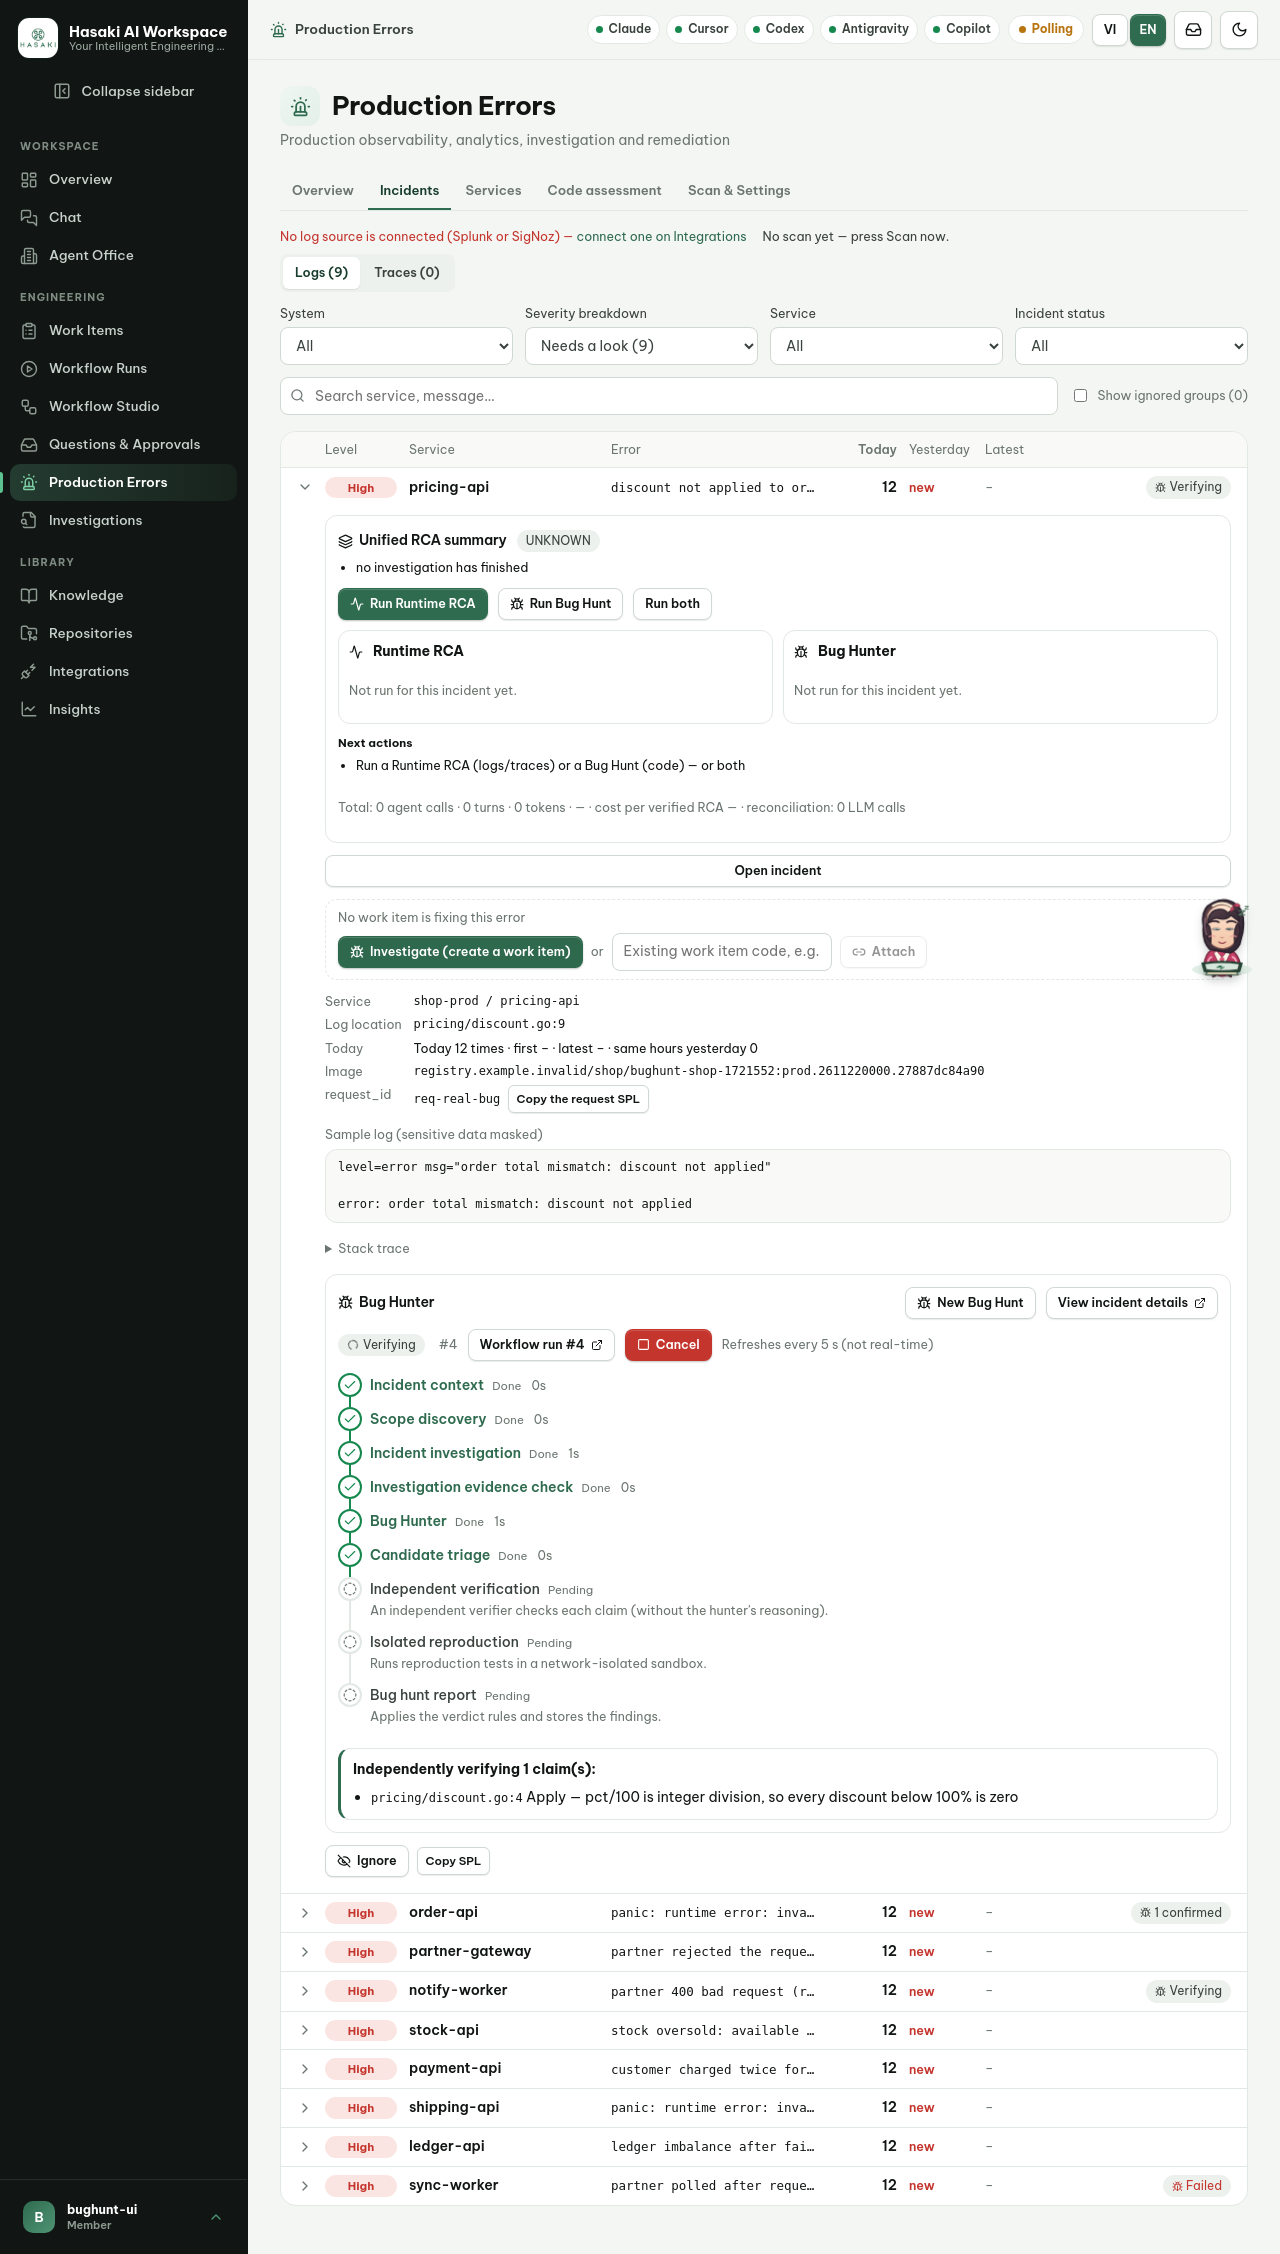 HASAKI
Hasaki AI Workspace
Your Intelligent Engineering ...
Collapse sidebar
WORKSPACE
Overview
Chat
Agent Office
ENGINEERING
Work Items
Workflow Runs
Workflow Studio
Questions & Approvals
Production Errors
Investigations
LIBRARY
Knowledge
Repositories
Integrations
Insights
B
bughunt-ui
Member
Production Errors
Claude
Cursor
Codex
Antigravity
Copilot
Polling
VI
EN
Production Errors
Production observability, analytics, investigation and remediation
Overview
Incidents
Services
Code assessment
Scan & Settings
No log source is connected (Splunk or SigNoz) — connect one on Integrations No scan yet — press Scan now.
Logs (9)
Traces (0)
System
Severity breakdown
Service
Incident status
All
Needs a look (9)
All
All
Search service, message...
Show ignored groups (0)
Level Service Error Today Yesterday Latest
High pricing-api discount not applied to or… 12 new – Verifying
Unified RCA summary UNKNOWN
• no investigation has finished
Run Runtime RCA
Run Bug Hunt
Run both
Runtime RCA
Not run for this incident yet.
Bug Hunter
Not run for this incident yet.
Next actions
• Run a Runtime RCA (logs/traces) or a Bug Hunt (code) — or both
Total: 0 agent calls · 0 turns · 0 tokens · — · cost per verified RCA — · reconciliation: 0 LLM calls
Open incident
No work item is fixing this error
Investigate (create a work item) or Existing work item code, e.g. Attach
Service shop-prod / pricing-api
Log location pricing/discount.go:9
Today Today 12 times · first – · latest – · same hours yesterday 0
Image registry.example.invalid/shop/bughunt-shop-1721552:prod.2611220000.27887dc84a90
request_id req-real-bug Copy the request SPL
Sample log (sensitive data masked)
level=error msg="order total mismatch: discount not applied"
error: order total mismatch: discount not applied
Stack trace
Bug Hunter
New Bug Hunt
View incident details
Verifying #4 Workflow run #4 Cancel Refreshes every 5 s (not real-time)
Incident context Done 0s
Scope discovery Done 0s
Incident investigation Done 1s
Investigation evidence check Done 0s
Bug Hunter Done 1s
Candidate triage Done 0s
Independent verification Pending
An independent verifier checks each claim (without the hunter's reasoning).
Isolated reproduction Pending
Runs reproduction tests in a network-isolated sandbox.
Bug hunt report Pending
Applies the verdict rules and stores the findings.
Independently verifying 1 claim(s):
• pricing/discount.go:4 Apply — pct/100 is integer division, so every discount below 100% is zero
Ignore
Copy SPL
High order-api panic: runtime error: inva… 12 new – 1 confirmed
High partner-gateway partner rejected the reque… 12 new –
High notify-worker partner 400 bad request (r… 12 new – Verifying
High stock-api stock oversold: available … 12 new –
High payment-api customer charged twice for… 12 new –
High shipping-api panic: runtime error: inva… 12 new –
High ledger-api ledger imbalance after fai… 12 new –
High sync-worker partner polled after reque… 12 new – Failed